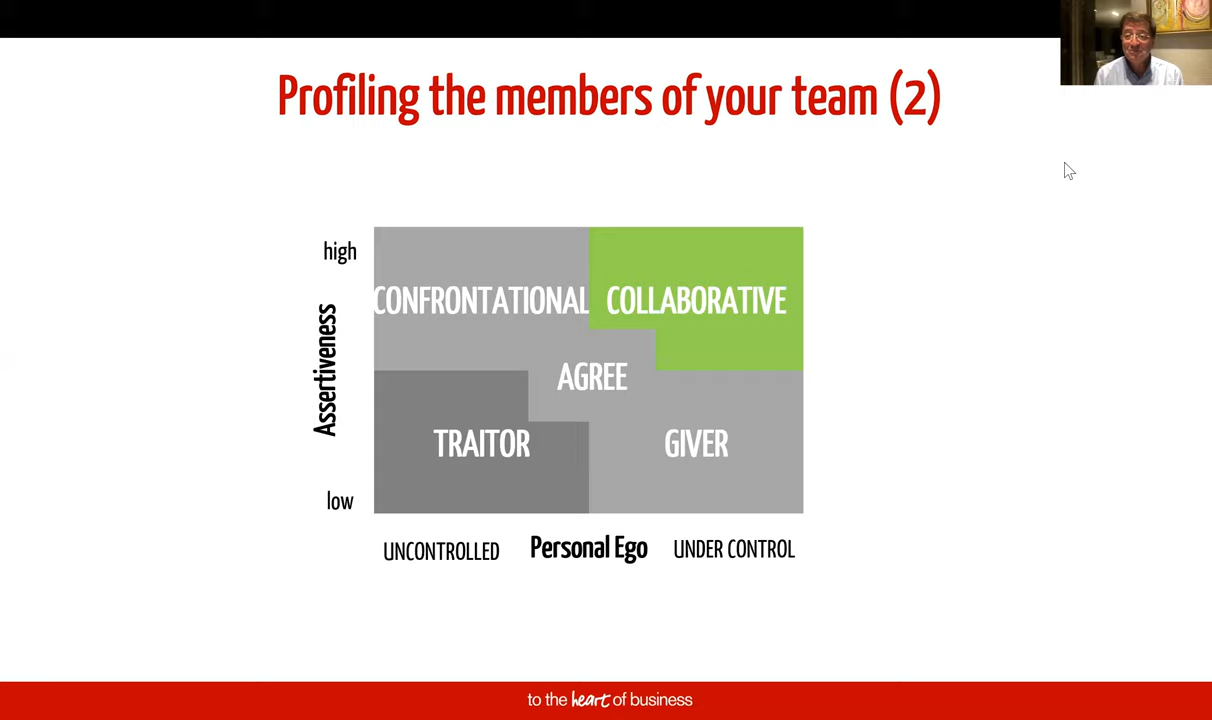 Profiling the members of your team (2)
high
CONFRONTATIONAL
COLLABORATIVE
Assertiveness
AGREE
TRAITOR
GIVER
low
UNCONTROLLED
Personal Ego
UNDER CONTROL
to the heart of business